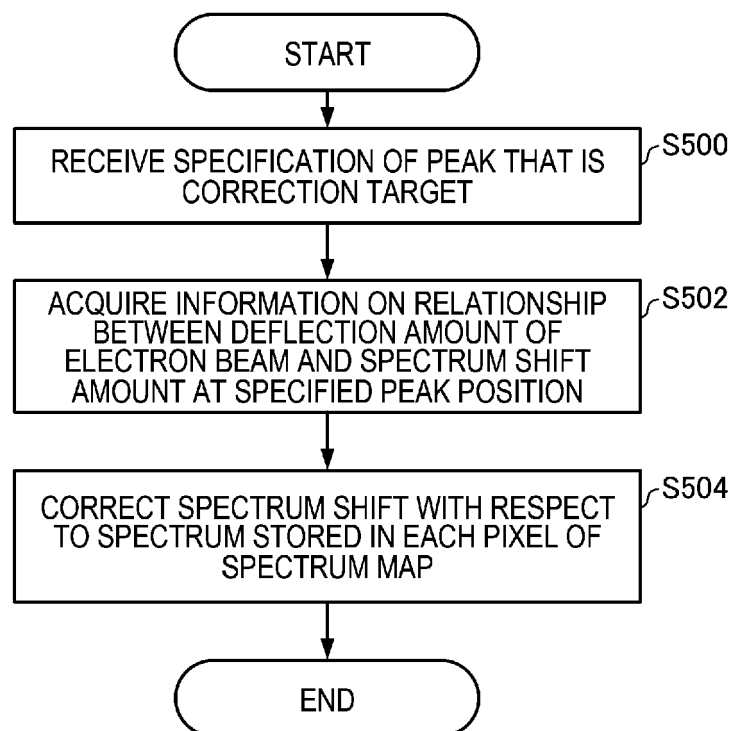 START
S500
RECEIVE SPECIFICATION OF PEAK THAT IS
CORRECTION TARGET
S502
ACQUIRE INFORMATION ON RELATIONSHIP
BETWEEN DEFLECTION AMOUNT OF
ELECTRON BEAM AND SPECTRUM SHIFT
AMOUNT AT SPECIFIED PEAK POSITION
S504
CORRECT SPECTRUM SHIFT WITH RESPECT
TO SPECTRUM STORED IN EACH PIXEL OF
SPECTRUM MAP
END